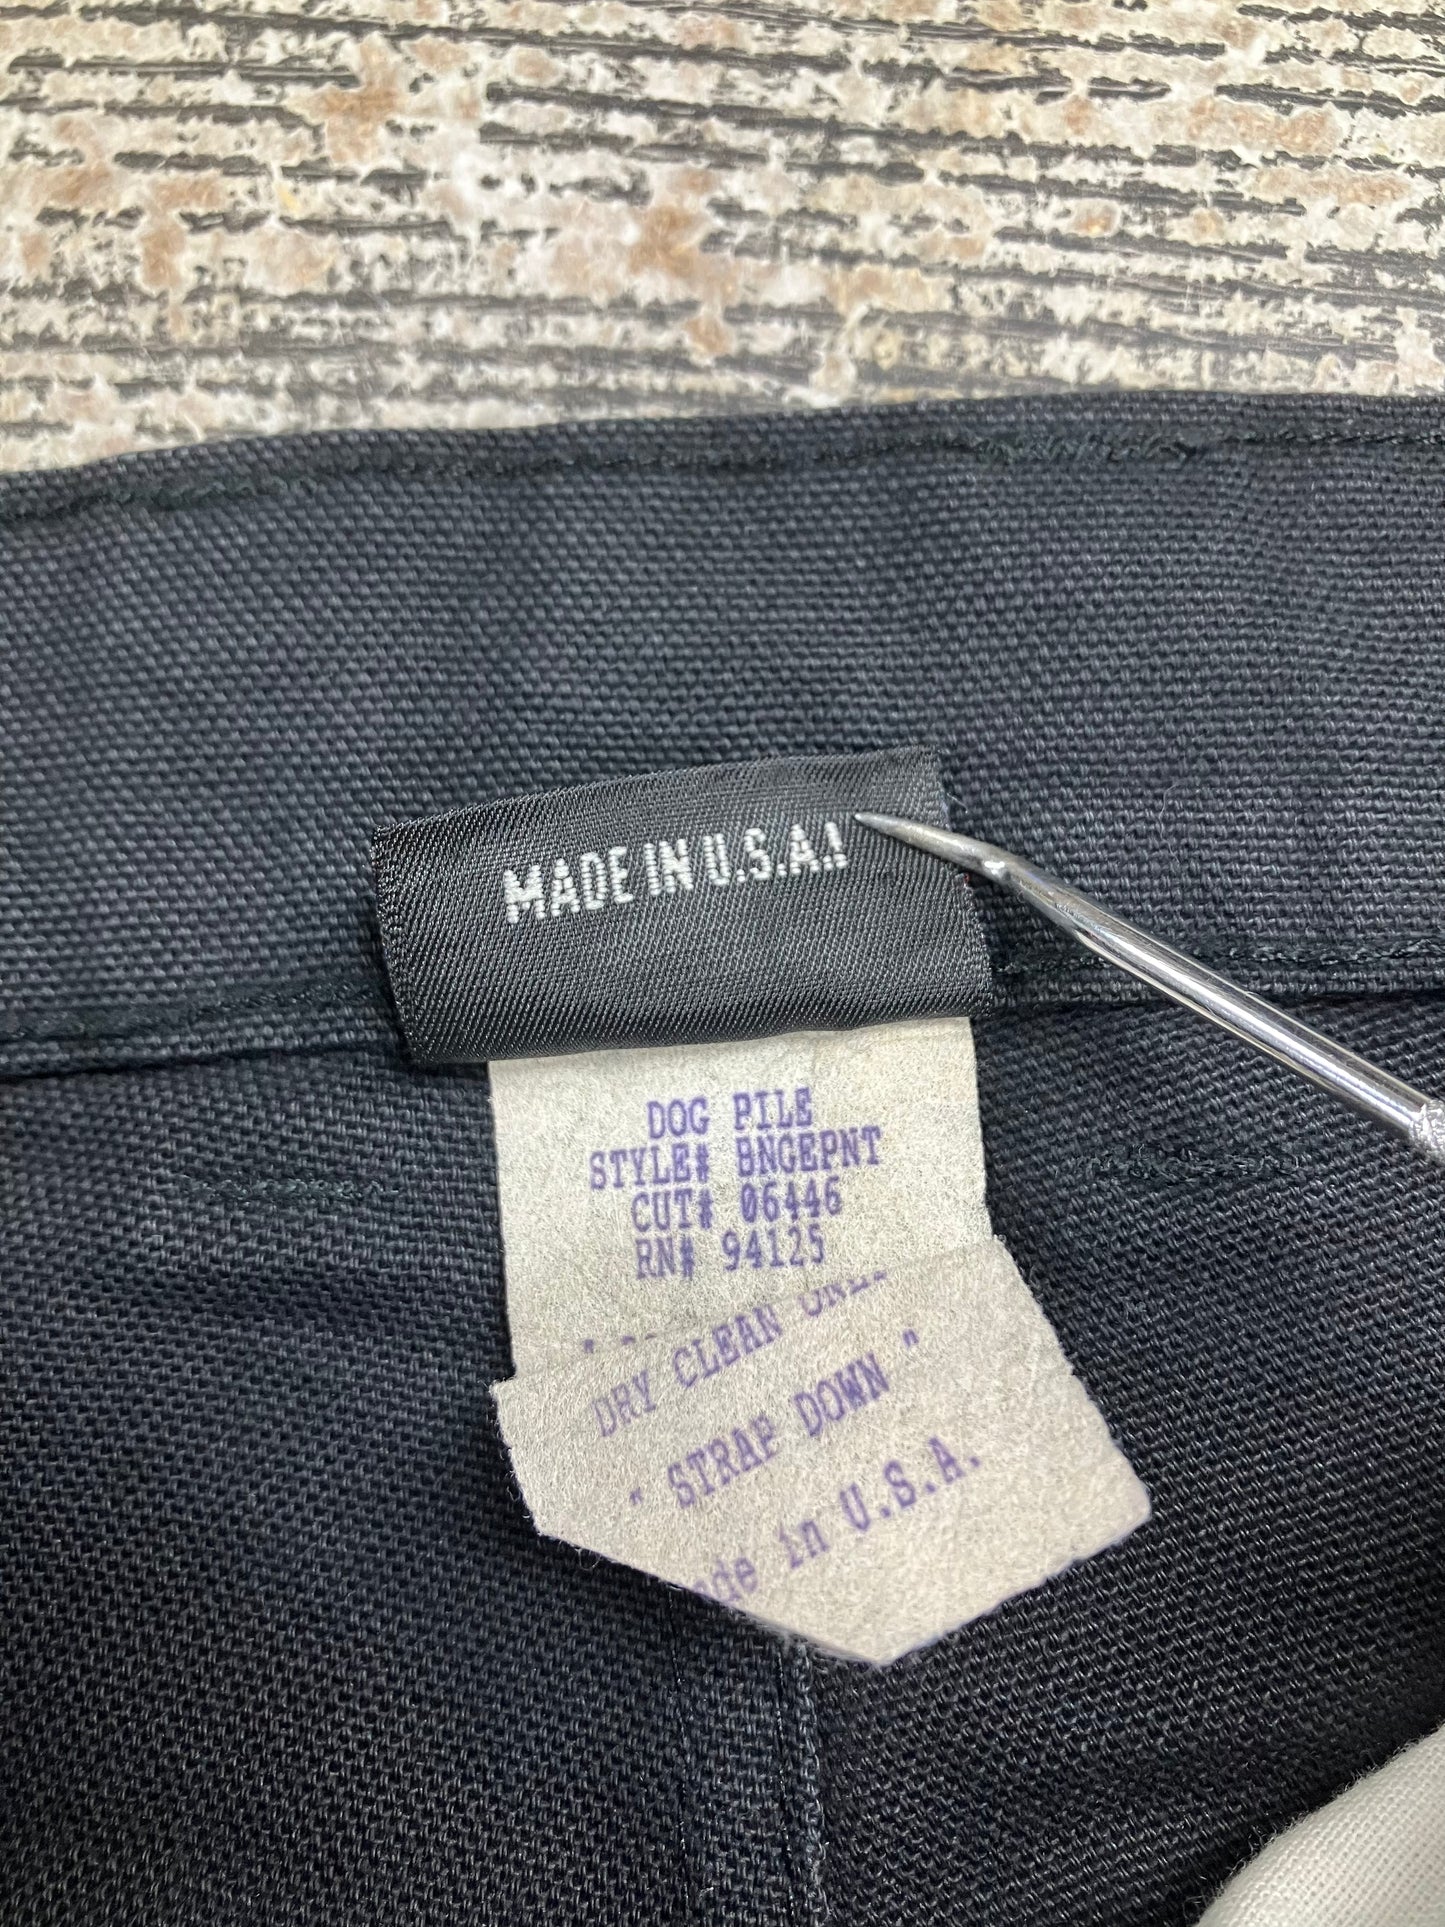 MADE IN U.S.A.!
DOG PILE
STYLE# BNGEPNT
CUT# 06446
RN# 94125
DRY CLEAN ONLY
" STRAP DOWN "
Made in U.S.A.